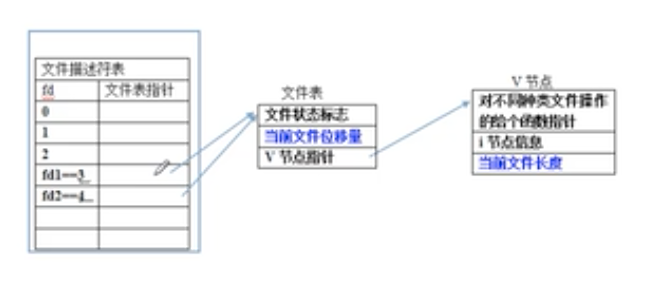 文件描述符表
fd 文件表指针
0
1
2
fd1==3
fd2==4
文件表
文件状态标志
当前文件位移量
V 节点指针
V 节点
对不同种类文件操作
的给个函数指针
i 节点信息
当前文件长度